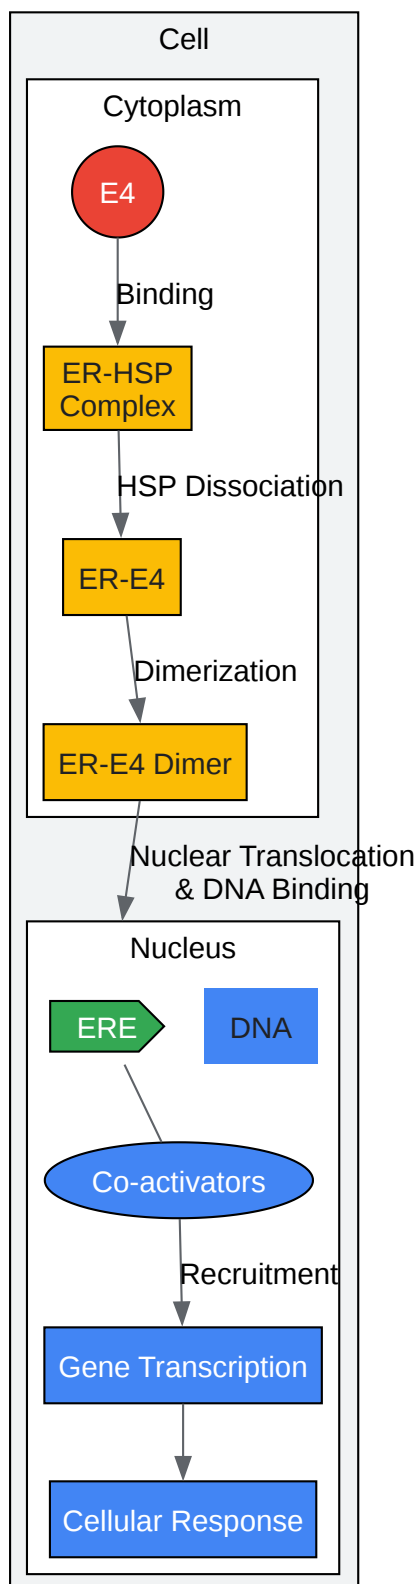 Cell
Cytoplasm
E4
Binding
ER-HSP
Complex
HSP Dissociation
ER-E4
Dimerization
ER-E4 Dimer
Nuclear Translocation
& DNA Binding
Nucleus
ERE
DNA
Co-activators
Recruitment
Gene Transcription
Cellular Response